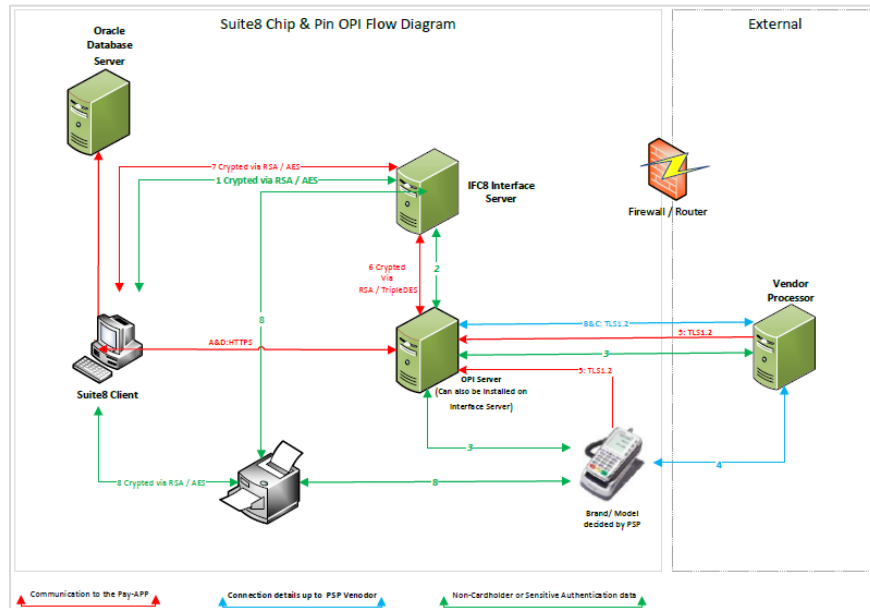 Suite8 Chip & Pin OPI Flow Diagram
External
Oracle
Database
Server
7 Crypted via RSA / AES
1 Crypted via RSA / AES
IFC8 Interface
Server
Firewall / Router
6 Crypted
Via
RSA / TripleDES
2
8
Vendor
Processor
B&C: TLS1.2
5: TLS1.2
A&D:HTTPS
3
Suite8 Client
OPI Server
(Can also be installed on
Interface Server)
5: TLS1.2
3
4
8 Crypted via RSA / AES
8
Brand/ Model
decided by PSP
Communication to the Pay-APP
Connection details up to PSP Venodor
Non-Cardholder or Sensitive Authentication data